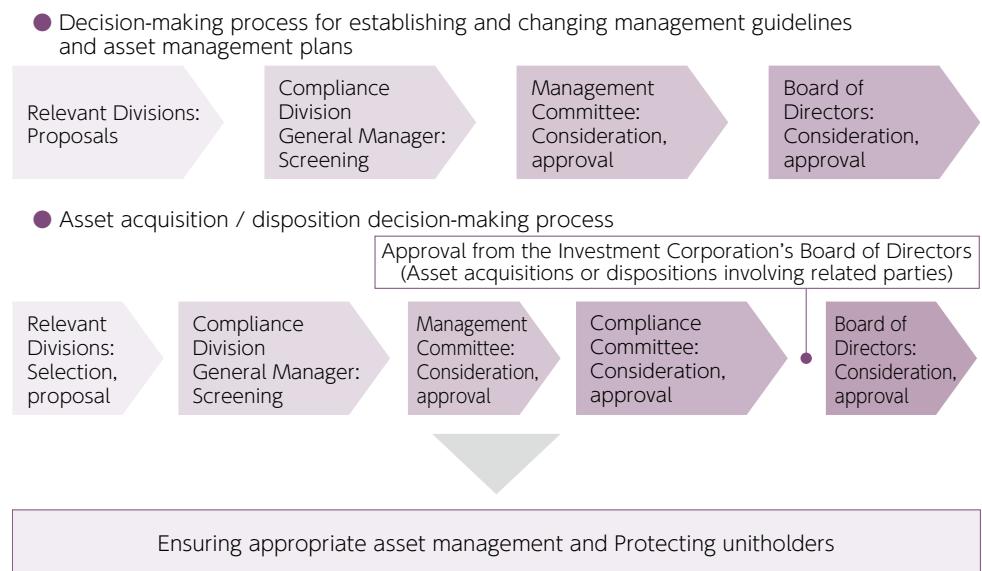 Decision-making process for establishing and changing management guidelines
and asset management plans
Relevant Divisions:
Proposals
Compliance
Division
General Manager:
Screening
Management
Committee:
Consideration,
approval
Board of
Directors:
Consideration,
approval
Asset acquisition / disposition decision-making process
Approval from the Investment Corporation’s Board of Directors
(Asset acquisitions or dispositions involving related parties)
Relevant
Divisions:
Selection,
proposal
Compliance
Division
General Manager:
Screening
Management
Committee:
Consideration,
approval
Compliance
Committee:
Consideration,
approval
Board of
Directors:
Consideration,
approval
Ensuring appropriate asset management and Protecting unitholders